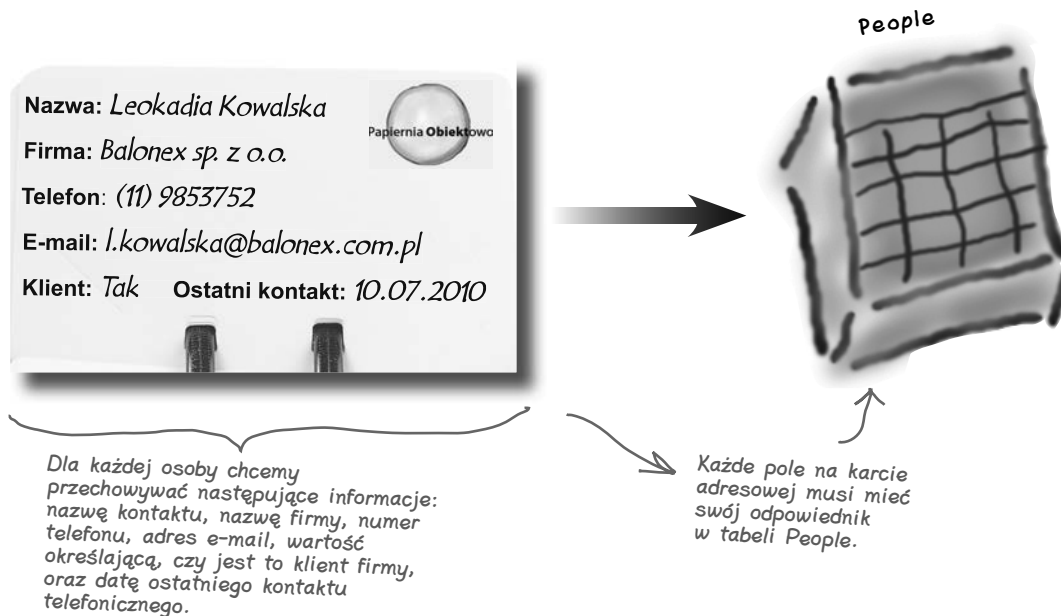 People
Nazwa: Leokadia Kowalska
Papiernia Obiektowo
Firma: Balonex sp. z o.o.
Telefon: (11) 9853752
E-mail: l.kowalska@balonex.com.pl
Klient: Tak Ostatni kontakt: 10.07.2010
Dla każdej osoby chcemy
przechowywać następujące informacje:
nazwę kontaktu, nazwę firmy, numer
telefonu, adres e-mail, wartość
określającą, czy jest to klient firmy,
oraz datę ostatniego kontaktu
telefonicznego.
Każde pole na karcie
adresowej musi mieć
swój odpowiednik
w tabeli People.